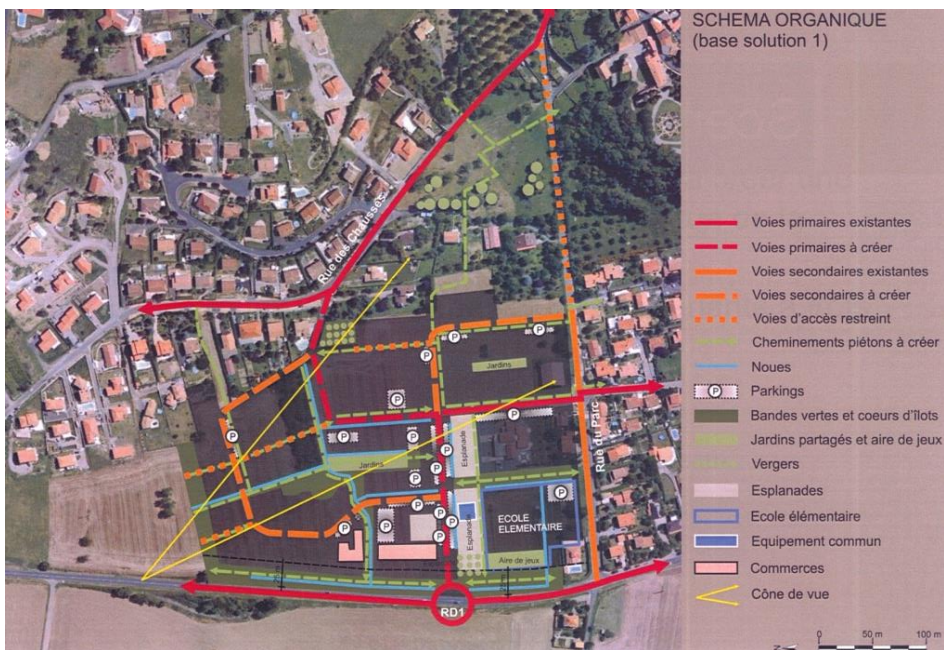 SCHEMA ORGANIQUE
(base solution 1)
Voies primaires existantes
Voies primaires à créer
Voies secondaires existantes
Voies secondaires à créer
Voies d'accès restreint
Cheminements piétons à créer
Noues
P
Parkings
Bandes vertes et coeurs d'îlots
Jardins partagés et aire de jeux
Vergers
Esplanades
Ecole élémentaire
Equipement commun
Commerces
Cône de vue
0 50 m 100 m
Rue des Chausses
P
P P
P
Jardins
P
P
P
P P
Esplanade
P
Rue du Parc
Jardins
P
P
P
P
P
P
P
P
P
Esplanade
ECOLE
ELEMENTAIRE
Aire de jeux
RD1